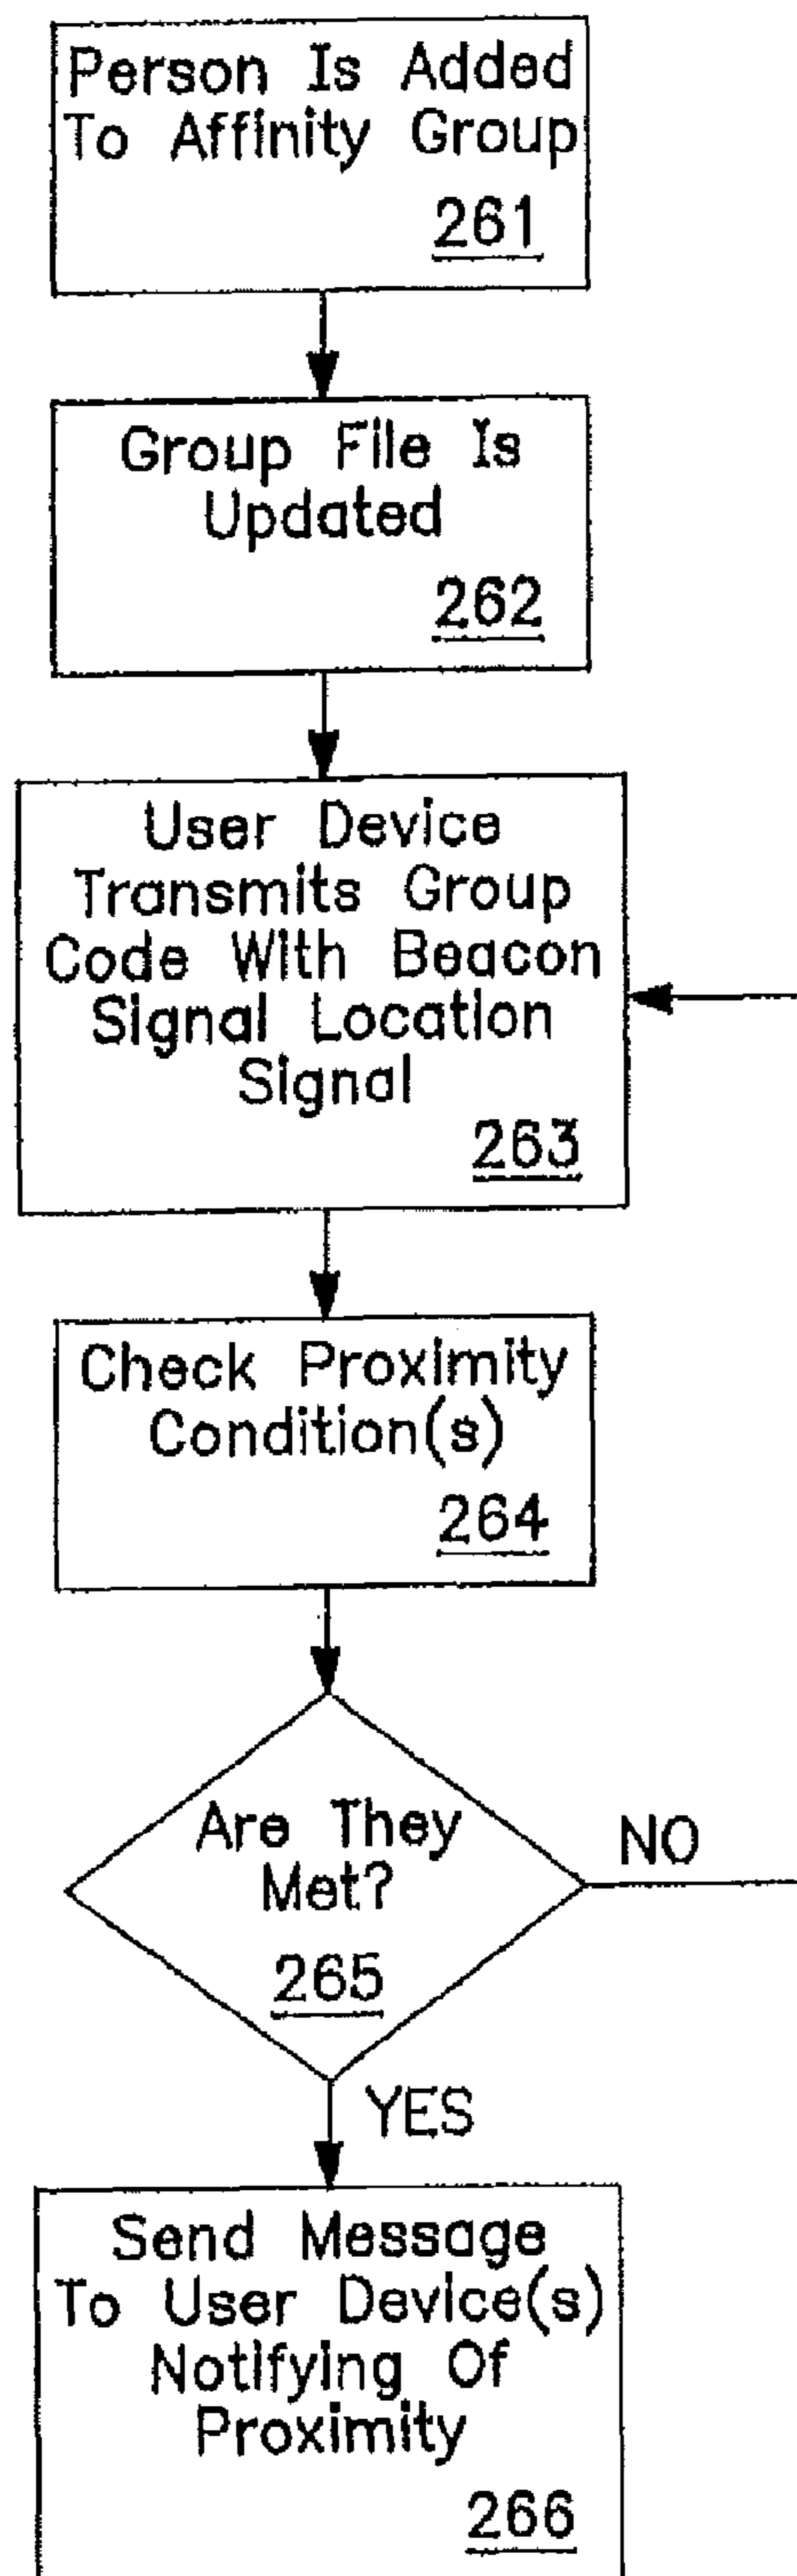 Person Is Added
To Affinity Group
261
Group File Is
Updated
262
User Device
Transmits Group
Code With Beacon
Signal Location
Signal
263
Check Proximity
Condition(s)
264
Are They
Met?
265
NO
YES
Send Message
To User Device(s)
Notifying Of
Proximity
266